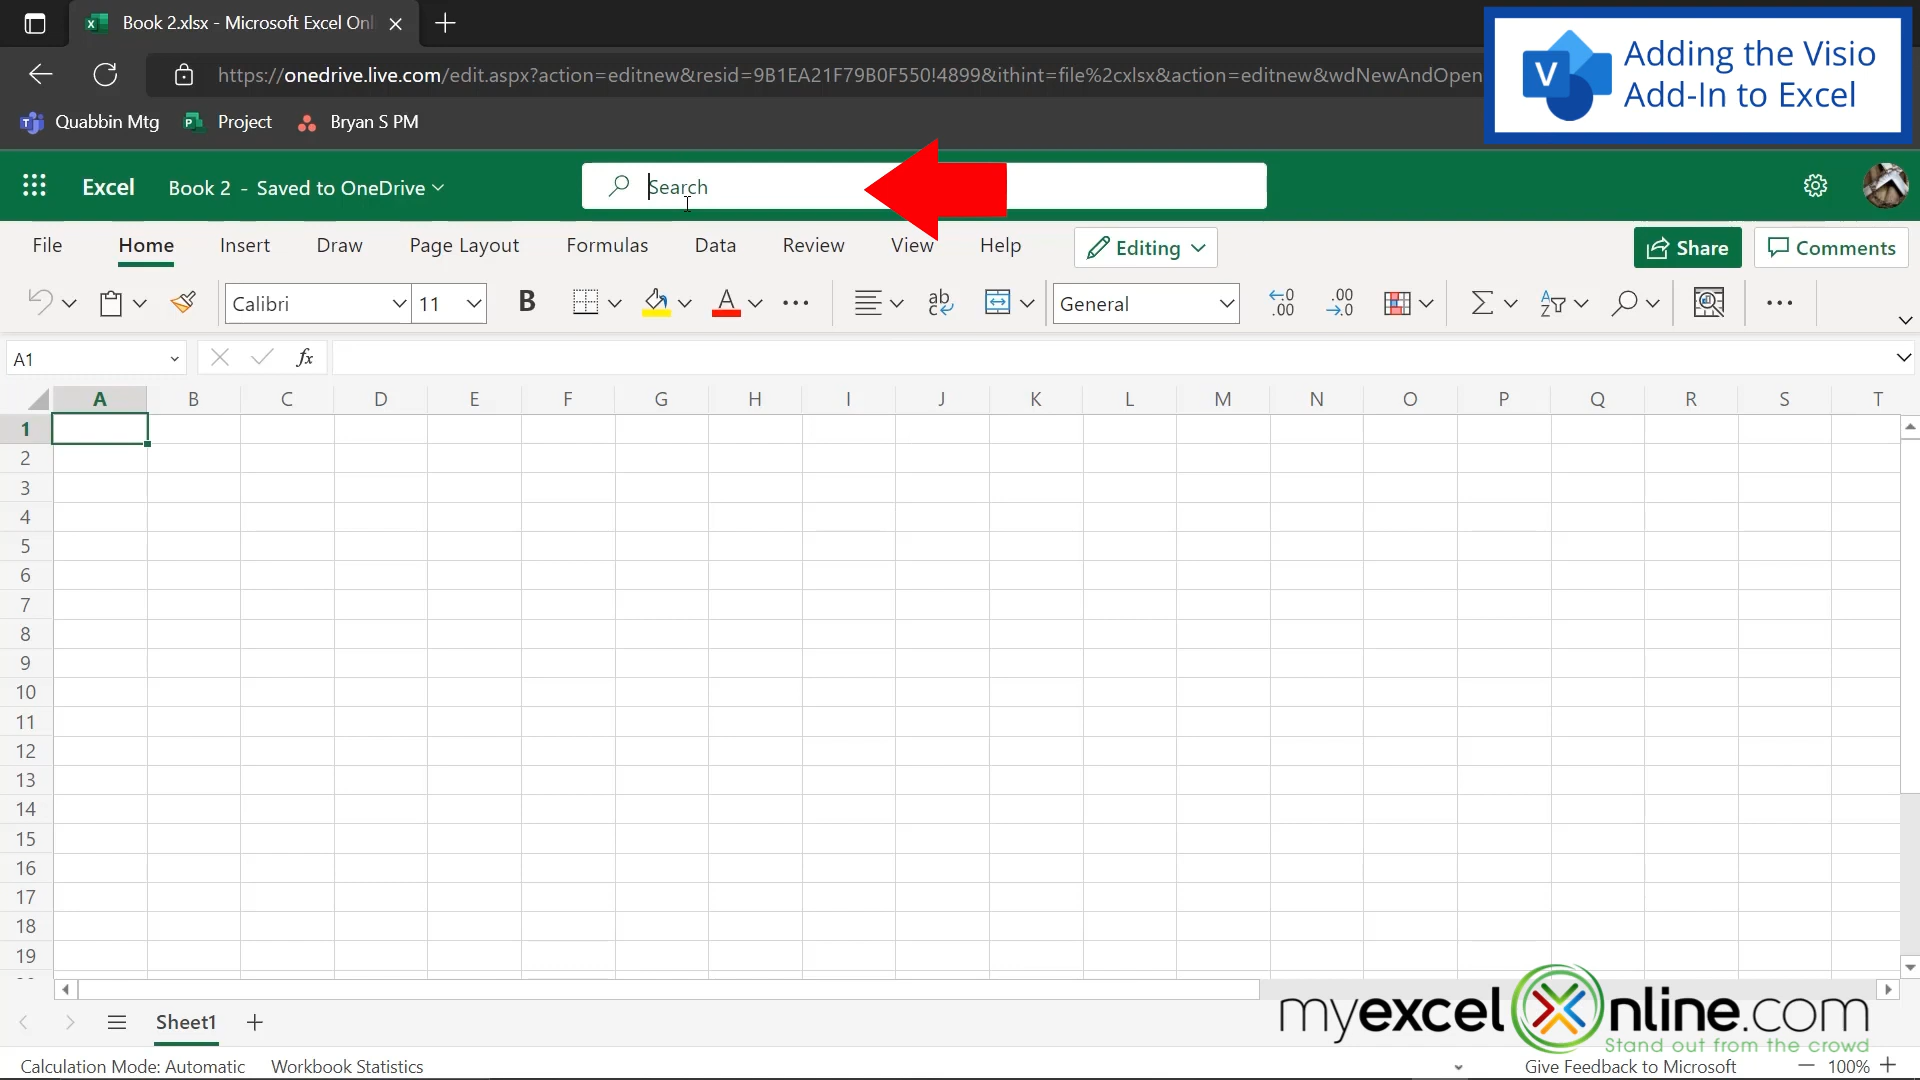 Book 2.xlsx - Microsoft Excel Onl
https://onedrive.live.com/edit.aspx?action=editnew&resid=9B1EA21F79B0F550!4899&ithint=file%2cxlsx&action=editnew&wdNewAndOpen
Adding the Visio
Add-In to Excel
Quabbin Mtg Project Bryan S PM
Excel Book 2 - Saved to OneDrive Search
File Home Insert Draw Page Layout Formulas Data Review View Help Editing Share Comments
Calibri 11 B A ab c General .00 .00 A Z
A1 fx
A B C D E F G H I J K L M N O P Q R S T
1
2
3
4
5
6
7
8
9
10
11
12
13
14
15
16
17
18
19
myexcelonline.com
Stand out from the crowd
Sheet1
Calculation Mode: Automatic Workbook Statistics Give Feedback to Microsoft 100%